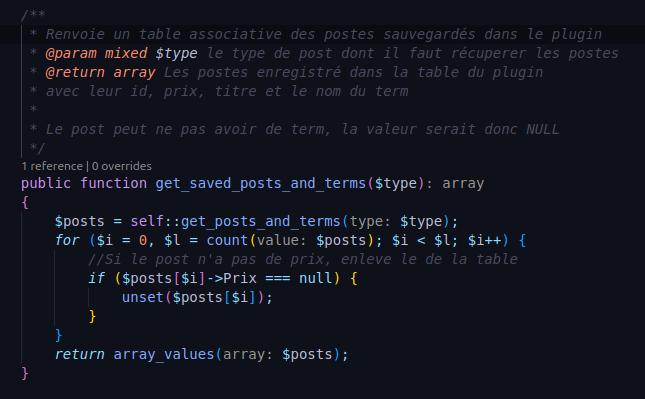 /**
 * Renvoie un table associative des postes sauvegardés dans le plugin
 * @param mixed $type le type de post dont il faut récuperer les postes
 * @return array Les postes enregistré dans la table du plugin
 * avec leur id, prix, titre et le nom du term
 *
 * Le post peut ne pas avoir de term, la valeur serait donc NULL
 */
1 reference | 0 overrides
public function get_saved_posts_and_terms($type): array
{
    $posts = self::get_posts_and_terms(type: $type);
    for ($i = 0, $l = count(value: $posts); $i < $l; $i++) {
        //Si le post n'a pas de prix, enleve le de la table
        if ($posts[$i]->Prix === null) {
            unset($posts[$i]);
        }
    }
    return array_values(array: $posts);
}